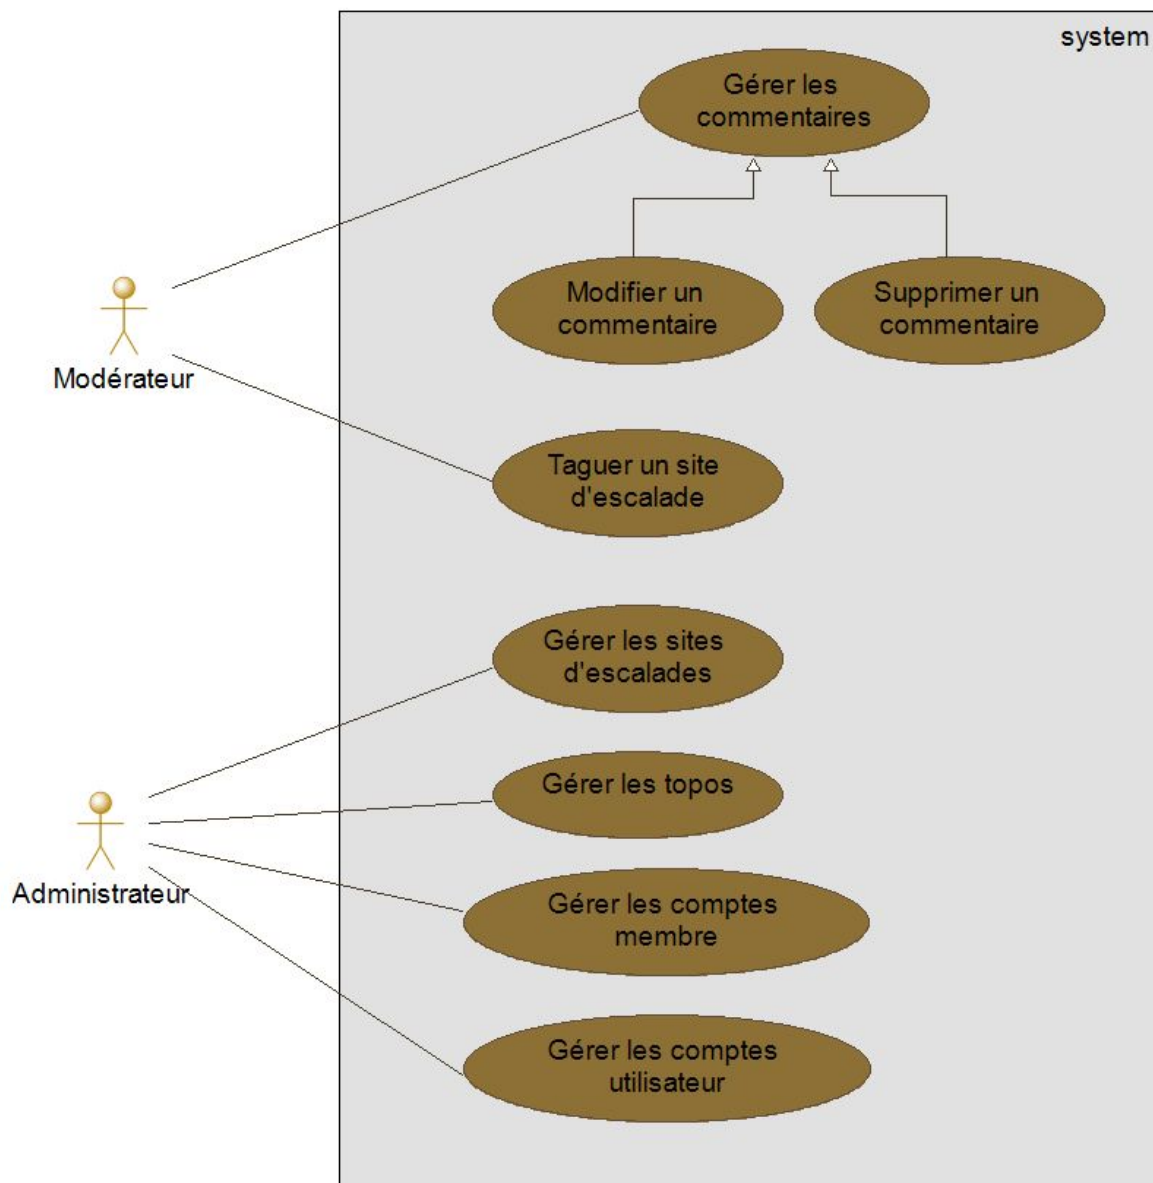 system
Gérer les
commentaires
Modifier un
commentaire
Supprimer un
commentaire
Modérateur
Taguer un site
d'escalade
Gérer les sites
d'escalades
Gérer les topos
Administrateur
Gérer les comptes
membre
Gérer les comptes
utilisateur